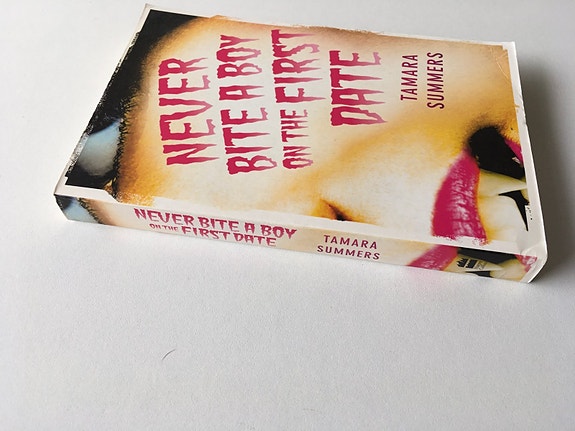 NEVER
BITE A BOY
ON THE FIRST
DATE
TAMARA
SUMMERS
NEVER BITE A BOY
ON THE FIRST DATE
TAMARA
SUMMERS